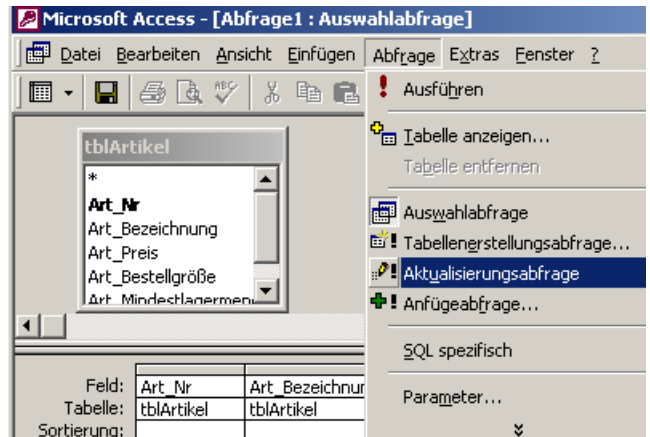 Microsoft Access - [Abfrage1 : Auswahlabfrage]
Datei Bearbeiten Ansicht Einfügen Abfrage Extras Fenster ?
ABC
Ausführen
Tabelle anzeigen...
Tabelle entfernen
Auswahlabfrage
Tabellenerstellungsabfrage...
Aktualisierungsabfrage
Anfügeabfrage...
SQL spezifisch
Parameter...
tblArtikel
*
Art_Nr
Art_Bezeichnung
Art_Preis
Art_Bestellgröße
Feld: Art_Nr
Tabelle: tblArtikel tblArtikel
Sortierung: